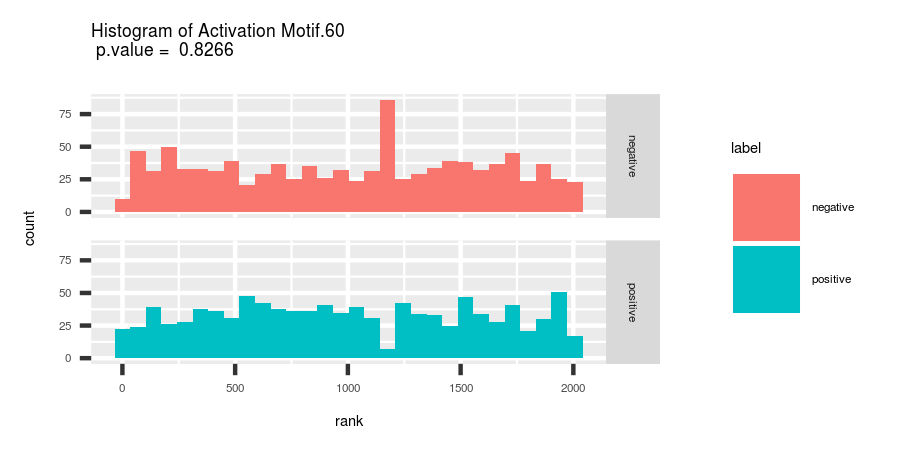 Histogram of Activation Motif.60
p.value = 0.8266
count
75
50
25
0
negative
75
50
25
0
positive
0 500 1000 1500 2000
rank
label
negative
positive